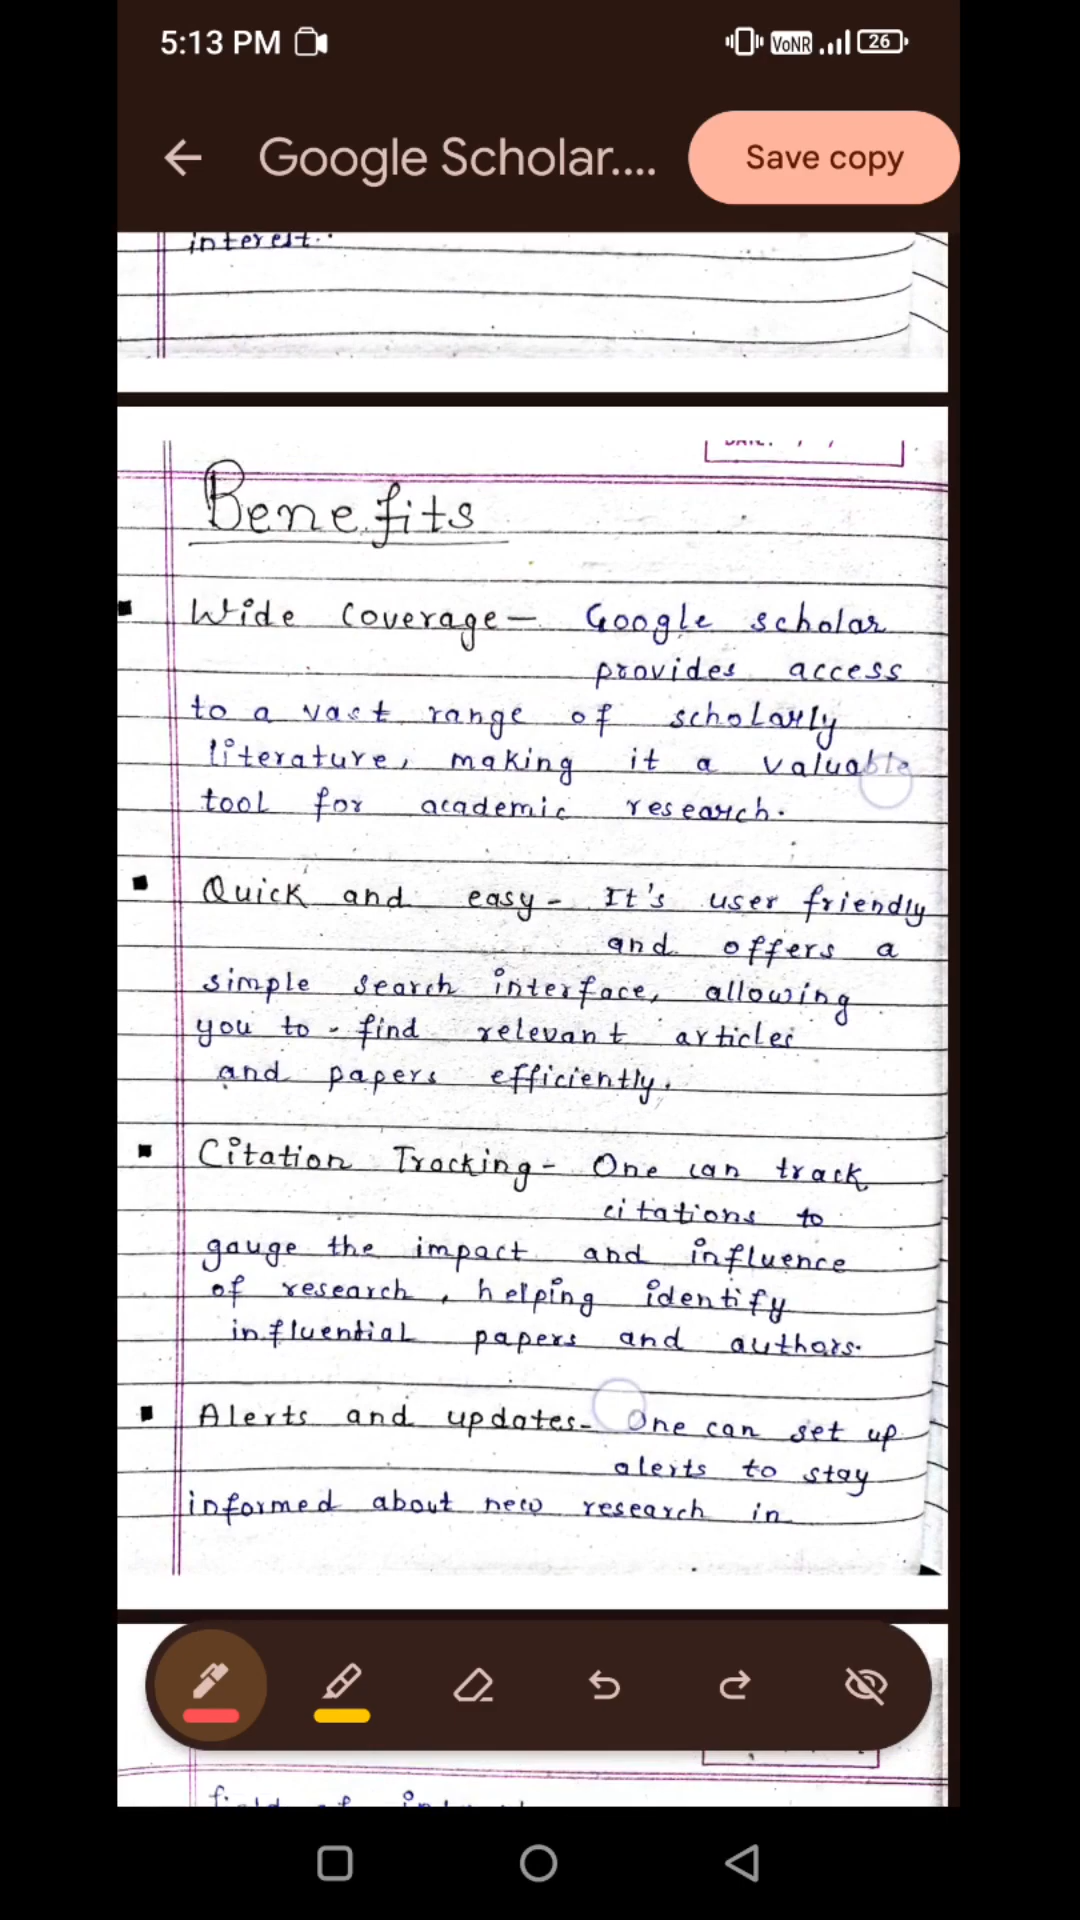 5:13 PM
VoNR
26
Google Scholar....
Save copy
interest.
DATE: / /
Benefits
Wide Coverage- Google scholar
provides access
to a vast range of scholarly
literature, making it a valuable
tool for academic research.
Quick and easy- It's user friendly
and offers a
simple search interface, allowing
you to - find relevant articles
and papers efficiently.
Citation Tracking- One can track
citations to
gauge the impact and influence
of research, helping identify
influential papers and authors.
Alerts and updates- One can set up
alerts to stay
informed about new research in
field of